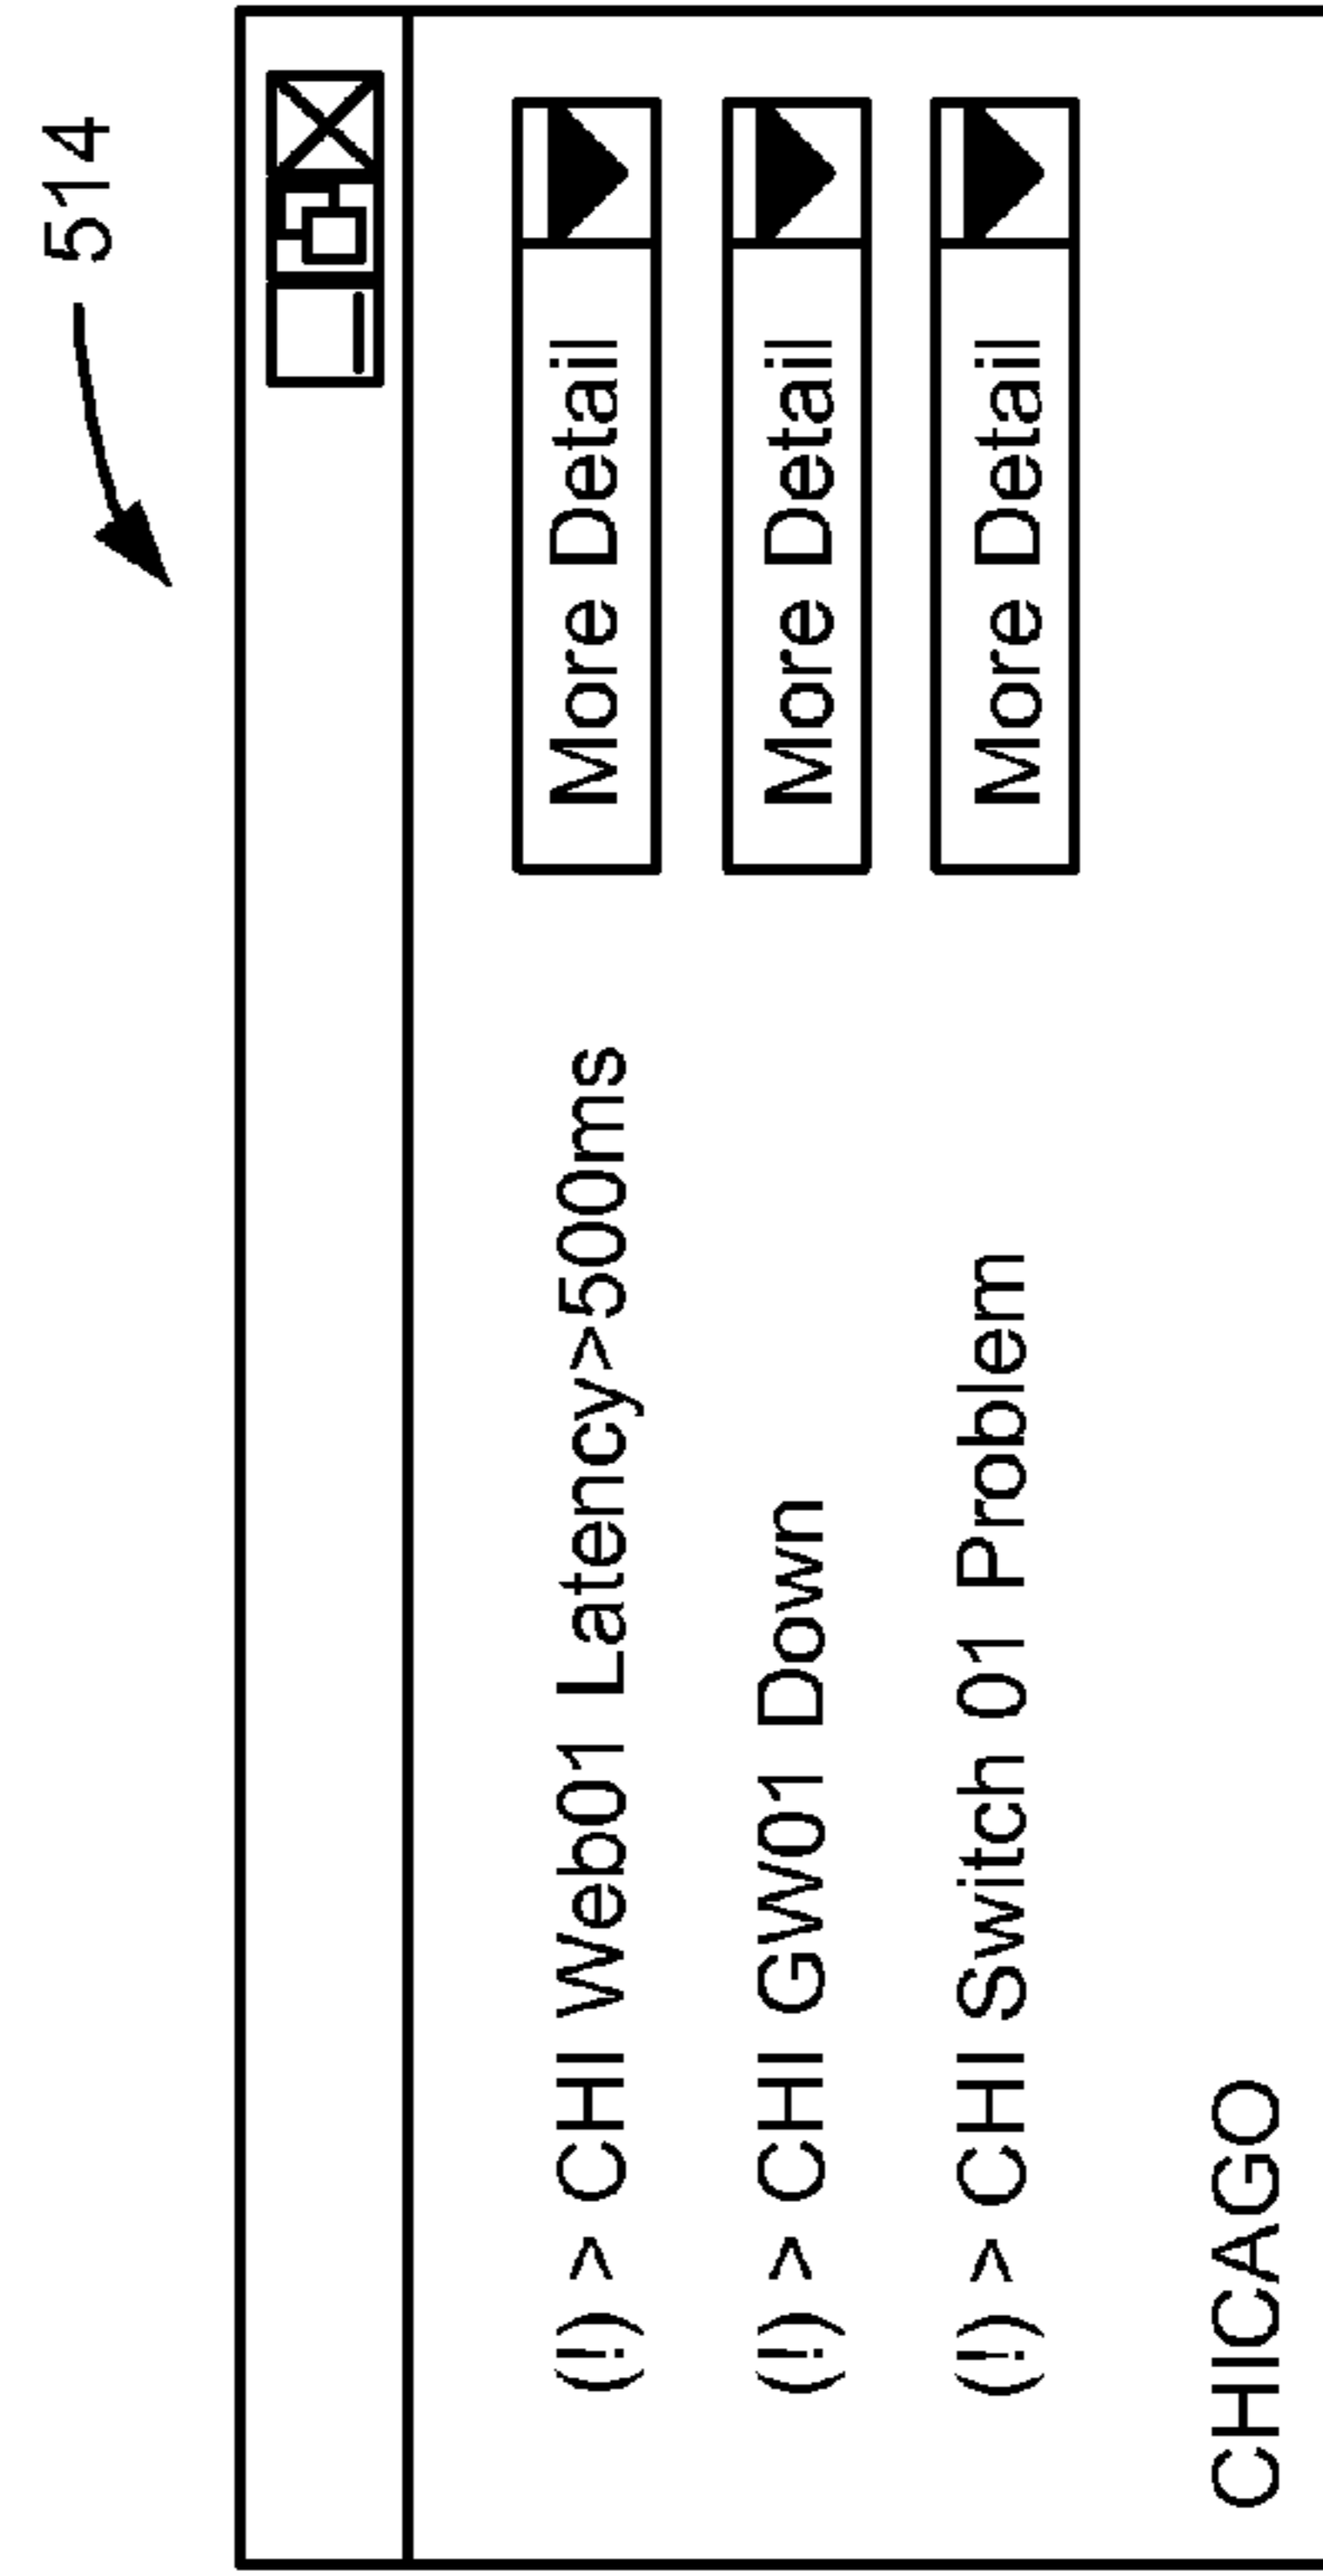 514
(!) > CHI Web01 Latency>500ms More Detail
(!) > CHI GW01 Down More Detail
(!) > CHI Switch 01 Problem More Detail
CHICAGO